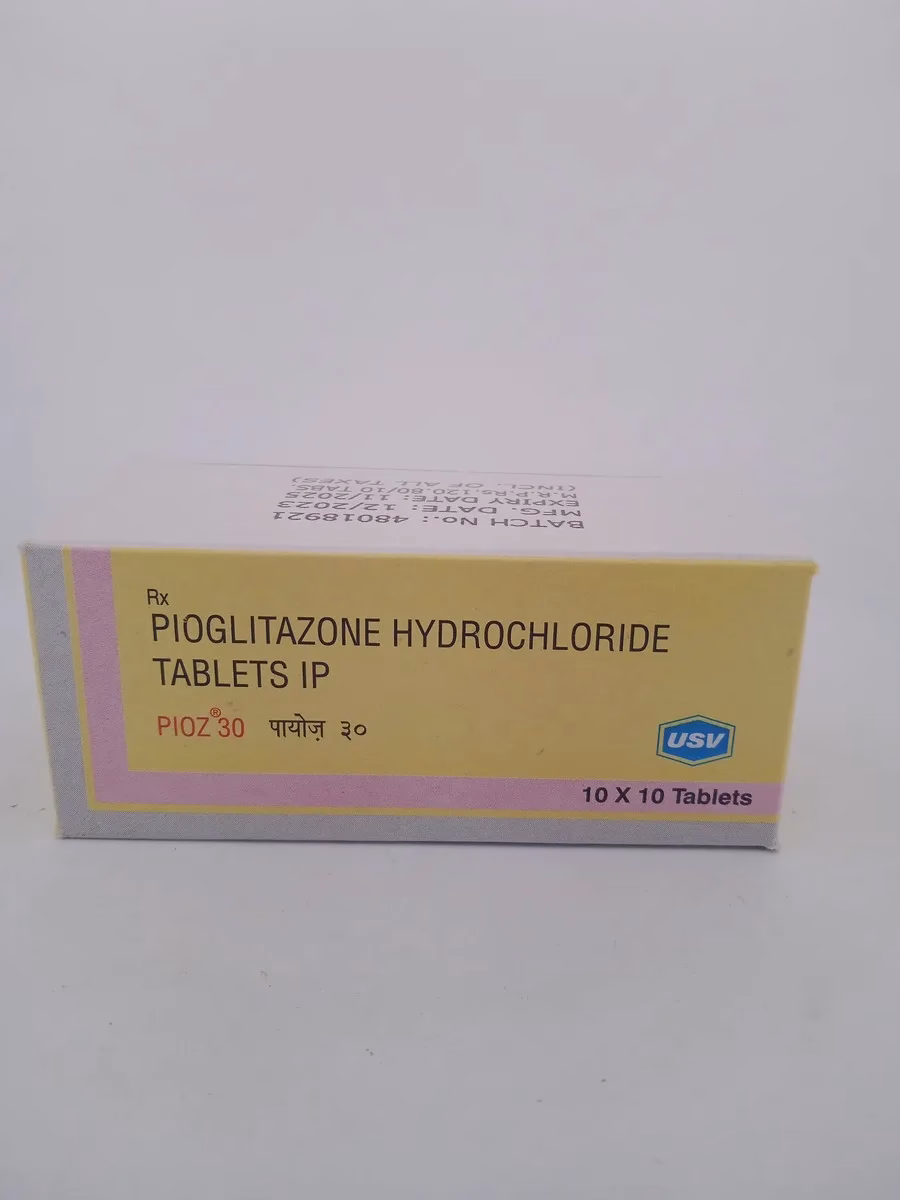 BATCH No.: 48018921
MFG. DATE: 12/2023
EXPIRY DATE: 11/2025
M.R.P.Rs.120.80/10 TABS.
(INCL. OF ALL TAXES)
Rx
PIOGLITAZONE HYDROCHLORIDE
TABLETS IP
PIOZ® 30 पायोज़ ३०
USV
10 X 10 Tablets